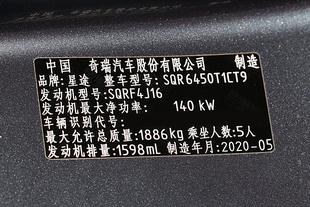 中国 奇瑞汽车股份有限公司 制造
品牌:星途 整车型号:SQR6450T1CT9
发动机型号:SQRF4J16
发动机最大净功率: 140 kW
车辆识别代号:
最大允许总质量:1886kg 乘坐人数:5人
发动机排量:1598mL 制造年月:2020-05